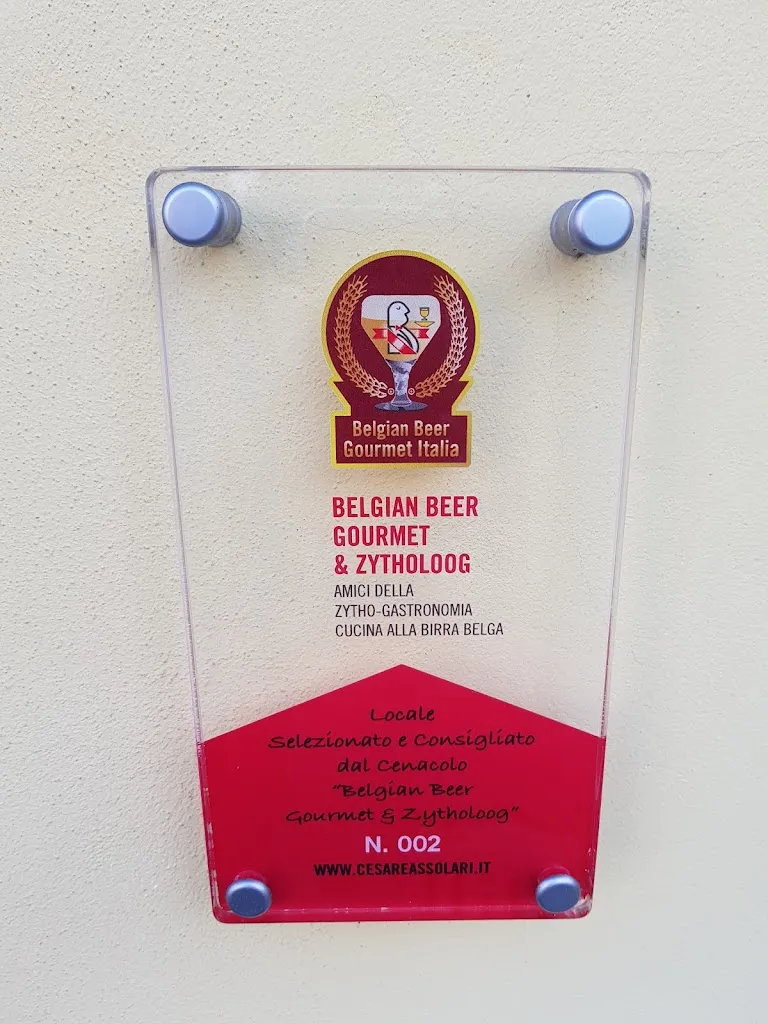 Belgian Beer
Gourmet Italia
BELGIAN BEER
GOURMET
& ZYTHOLOOG
AMICI DELLA
ZYTHO-GASTRONOMIA
CUCINA ALLA BIRRA BELGA
Locale
Selezionato e Consigliato
dal Cenacolo
"Belgian Beer
Gourmet & Zytholoog"
N. 002
WWW.CESAREASSOLARI.IT